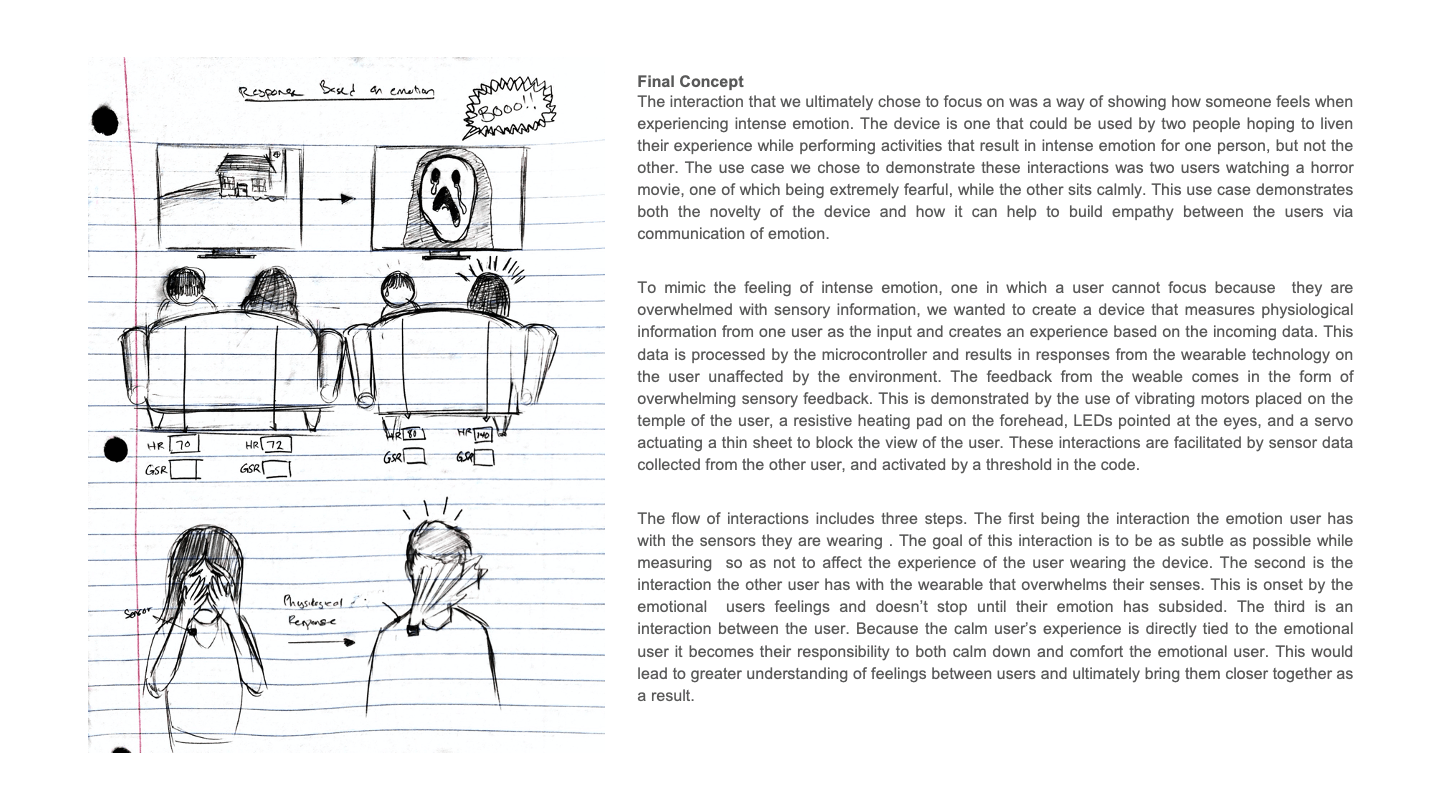 Response Based on emotion
BOOO!!
HR 70
HR 72
HR 80
HR 140
GSR
GSR
GSR
GSR
Sensor
Physiological
Response
Final Concept
The interaction that we ultimately chose to focus on was a way of showing how someone feels when
experiencing intense emotion. The device is one that could be used by two people hoping to liven
their experience while performing activities that result in intense emotion for one person, but not the
other. The use case we chose to demonstrate these interactions was two users watching a horror
movie, one of which being extremely fearful, while the other sits calmly. This use case demonstrates
both the novelty of the device and how it can help to build empathy between the users via
communication of emotion.
To mimic the feeling of intense emotion, one in which a user cannot focus because they are
overwhelmed with sensory information, we wanted to create a device that measures physiological
information from one user as the input and creates an experience based on the incoming data. This
data is processed by the microcontroller and results in responses from the wearable technology on
the user unaffected by the environment. The feedback from the weable comes in the form of
overwhelming sensory feedback. This is demonstrated by the use of vibrating motors placed on the
temple of the user, a resistive heating pad on the forehead, LEDs pointed at the eyes, and a servo
actuating a thin sheet to block the view of the user. These interactions are facilitated by sensor data
collected from the other user, and activated by a threshold in the code.
The flow of interactions includes three steps. The first being the interaction the emotion user has
with the sensors they are wearing . The goal of this interaction is to be as subtle as possible while
measuring so as not to affect the experience of the user wearing the device. The second is the
interaction the other user has with the wearable that overwhelms their senses. This is onset by the
emotional users feelings and doesn’t stop until their emotion has subsided. The third is an
interaction between the user. Because the calm user’s experience is directly tied to the emotional
user it becomes their responsibility to both calm down and comfort the emotional user. This would
lead to greater understanding of feelings between users and ultimately bring them closer together as
a result.